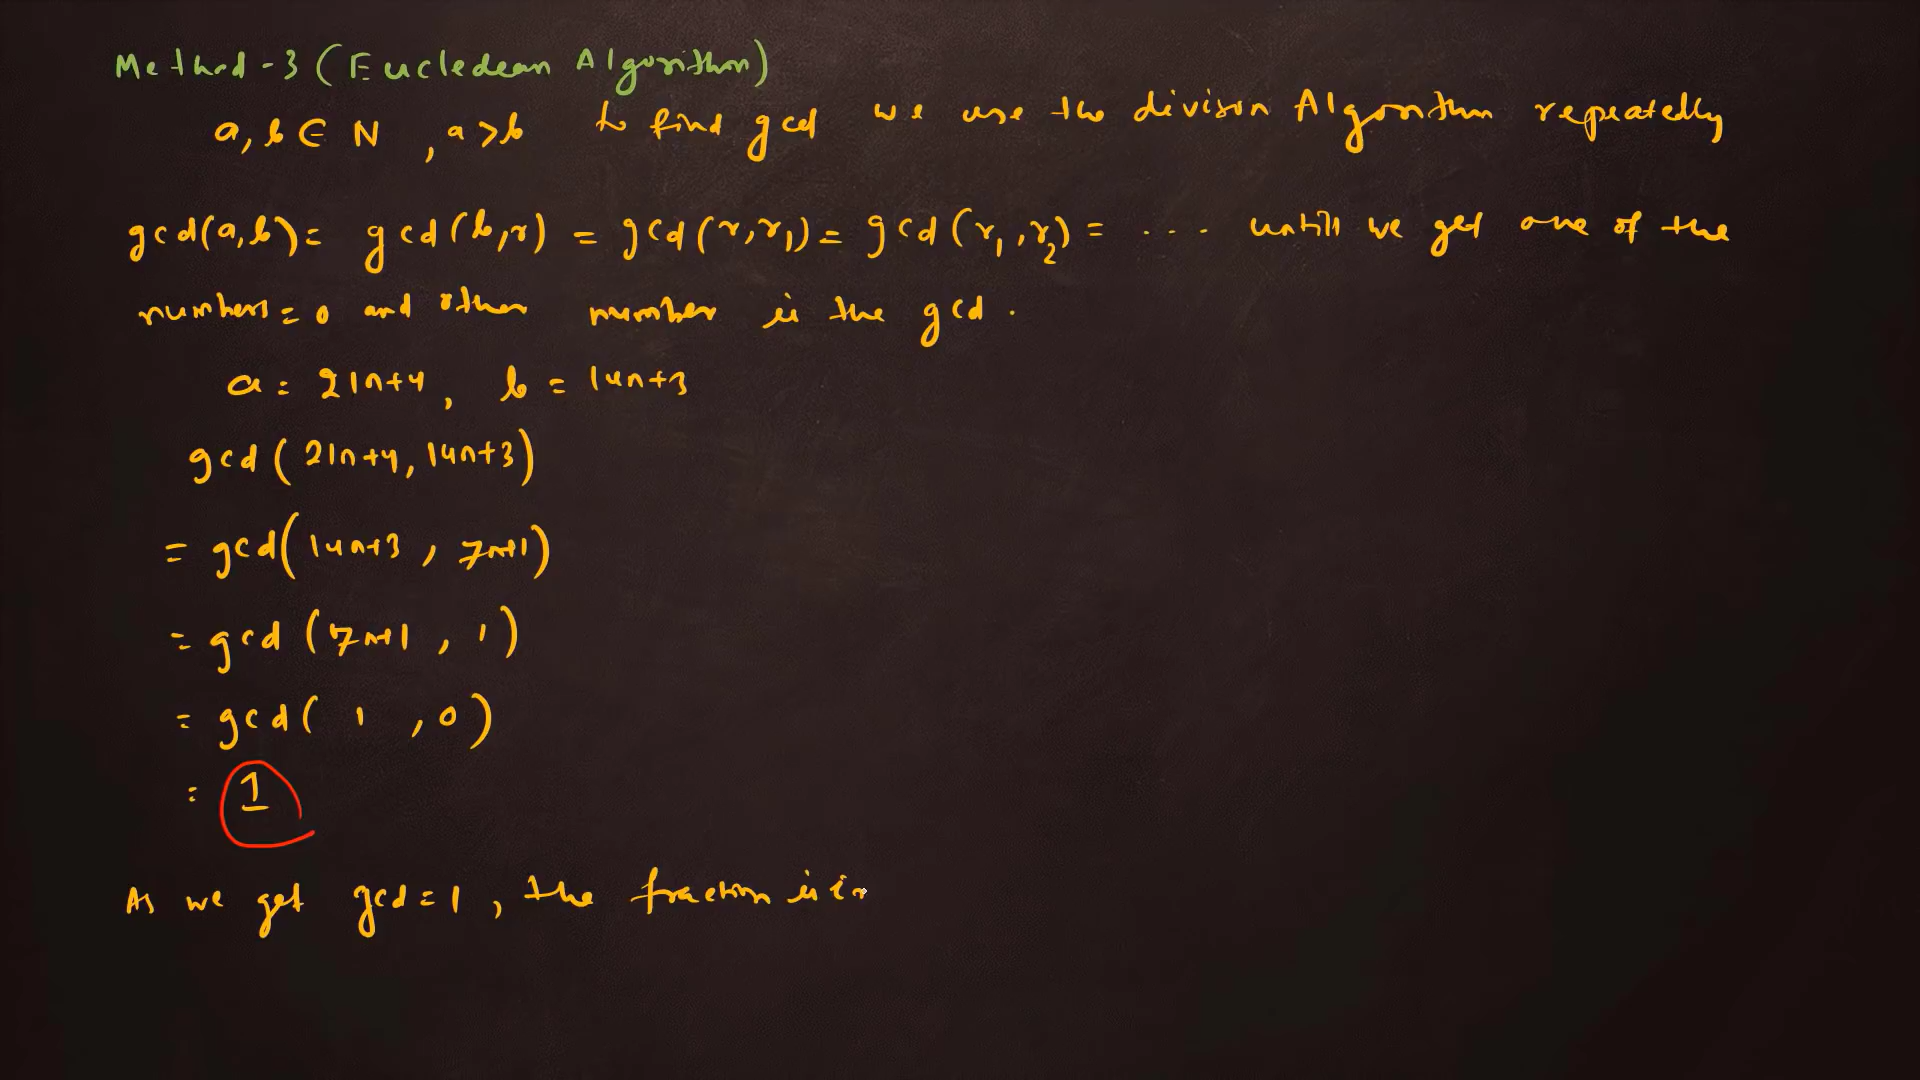 Method-3 (Eucledean Algorithm)
a, b ∈ N , a > b to find gcd we use the divison Algorithm repeatedly
gcd(a,b) = gcd(b,r) = gcd(r,r₁) = gcd(r₁,r₂) = ... untill we get one of the
numbers = 0 and other number is the gcd.
a = 21n+4, b = 14n+3
gcd(21n+4, 14n+3)
= gcd(14n+3, 7n+1)
= gcd(7n+1, 1)
= gcd(1, 0)
= 1
As we get gcd = 1, the fraction is ir